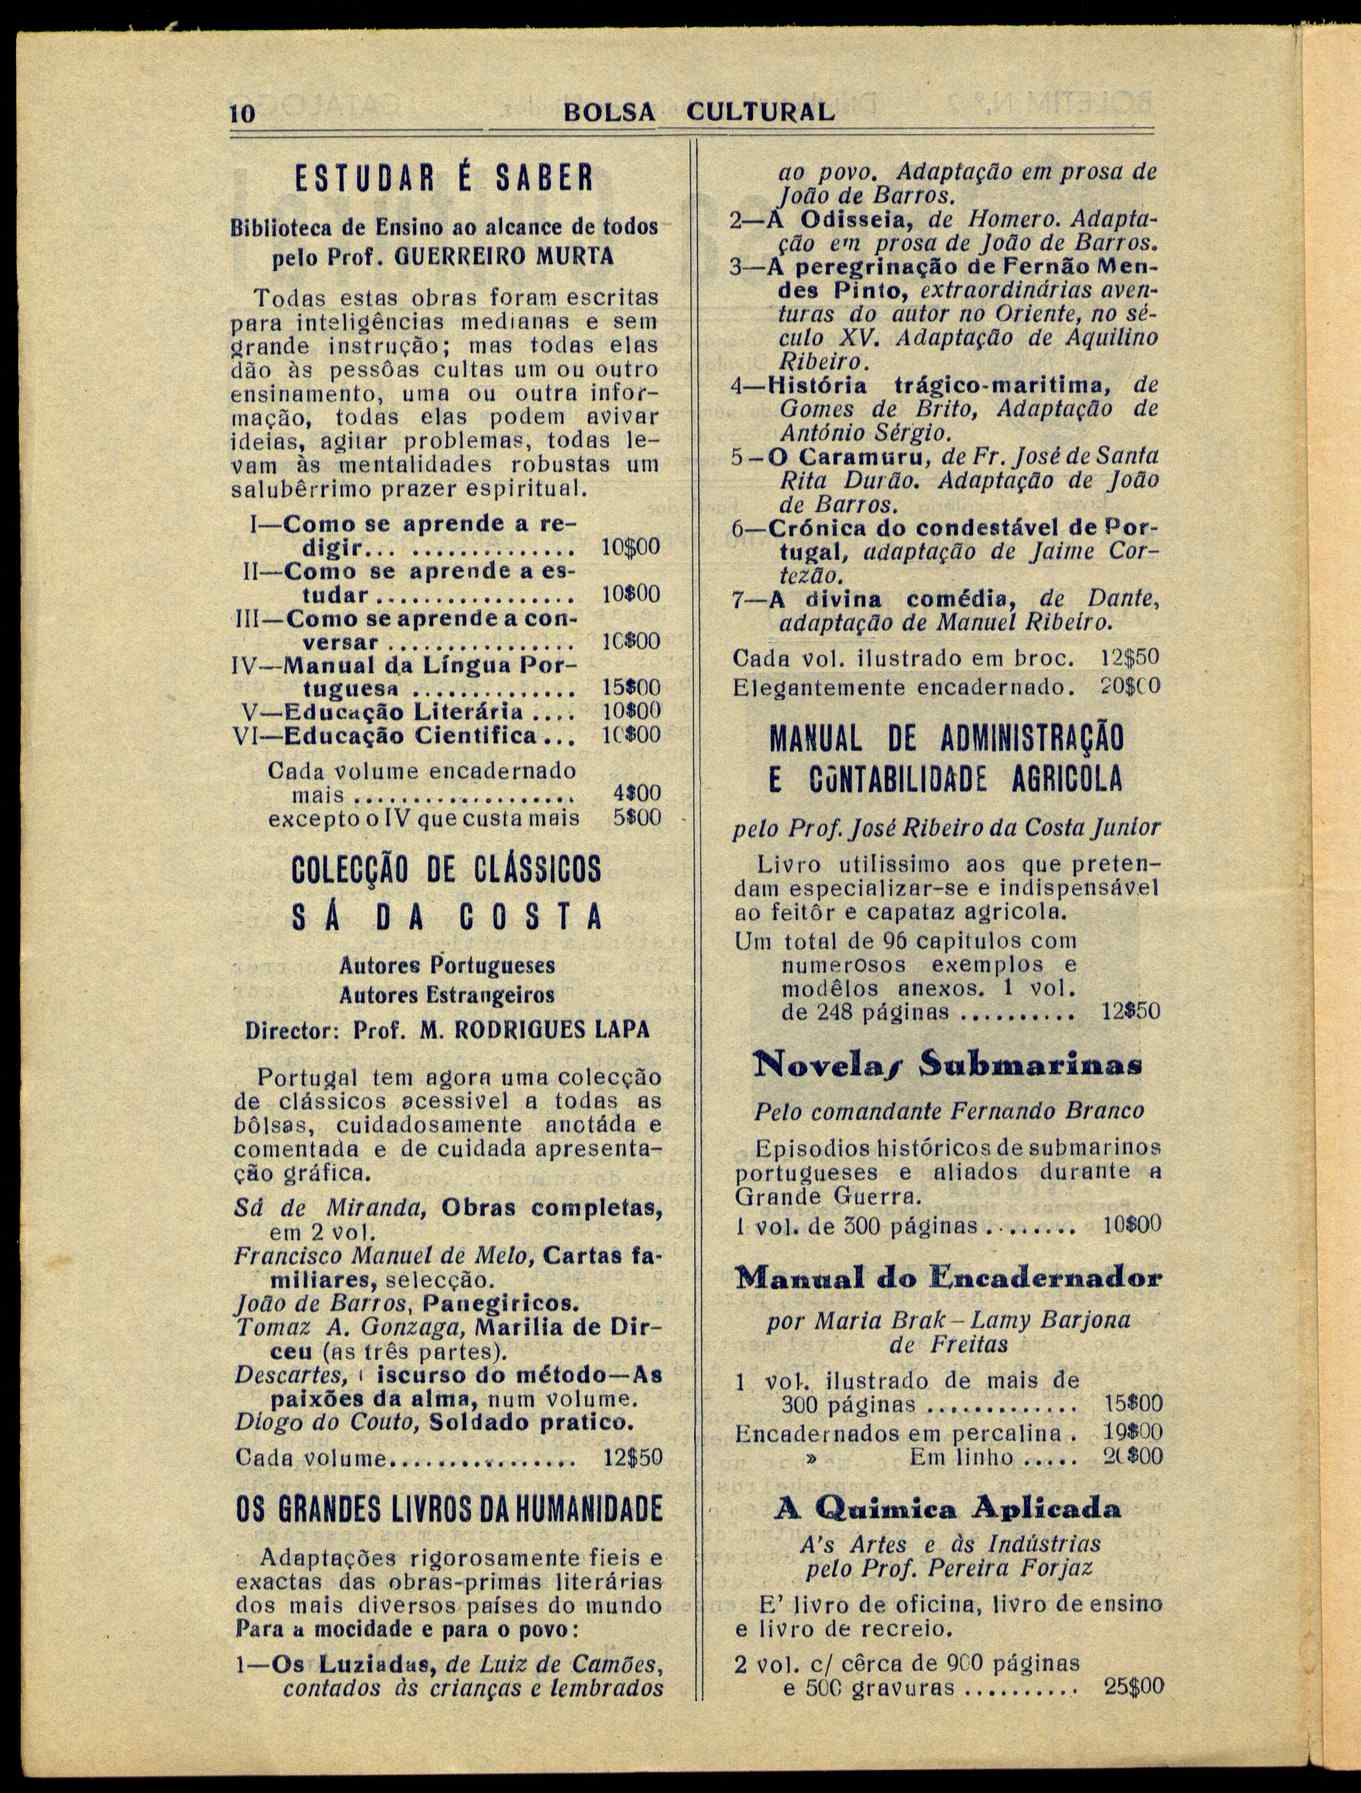 10
BOLSA CULTURAL
ESTUDAR É SABER
Biblioteca de Ensino ao alcance de todos
pelo Prof. GUERREIRO MURTA
Todas estas obras foram escritas
para inteligências medianas e sem
grande instrução; mas todas elas
dão às pessôas cultas um ou outro
ensinamento, uma ou outra infor-
mação, todas elas podem avivar
ideias, agitar problemas, todas le-
vam às mentalidades robustas um
salubêrrimo prazer espiritual.
I—Como se aprende a re-
digir... .............. 10$00
II—Como se aprende a es-
tudar ................. 10$00
III—Como se aprende a con-
versar ................ 10$00
IV—Manual da Língua Por-
tuguesa .............. 15$00
V—Educação Literária .... 10$00
VI—Educação Cientifica... 10$00
Cada volume encadernado
mais ................... 4$00
excepto o IV que custa mais 5$00
COLECÇÃO DE CLÁSSICOS
SÁ DA COSTA
Autores Portugueses
Autores Estrangeiros
Director: Prof. M. RODRIGUES LAPA
Portugal tem agora uma colecção
de clássicos acessivel a todas as
bôlsas, cuidadosamente anotáda e
comentada e de cuidada apresenta-
ção gráfica.
Sá de Miranda, Obras completas,
em 2 vol.
Francisco Manuel de Melo, Cartas fa-
miliares, selecção.
João de Barros, Panegiricos.
Tomaz A. Gonzaga, Marilia de Dir-
ceu (as três partes).
Descartes, iscurso do método—As
paixões da alma, num volume.
Diogo do Couto, Soldado pratico.
Cada volume................ 12$50
OS GRANDES LIVROS DA HUMANIDADE
Adaptações rigorosamente fieis e
exactas das obras-primas literárias
dos mais diversos países do mundo
Para a mocidade e para o povo:
1—Os Luziadas, de Luiz de Camões,
contados às crianças e lembrados
ao povo. Adaptação em prosa de
João de Barros.
2—A Odisseia, de Homero. Adapta-
ção em prosa de João de Barros.
3—A peregrinação de Fernão Men-
des Pinto, extraordinárias aven-
turas do autor no Oriente, no sé-
culo XV. Adaptação de Aquilino
Ribeiro.
4—História trágico-maritima, de
Gomes de Brito, Adaptação de
António Sérgio.
5—O Caramuru, de Fr. José de Santa
Rita Durão. Adaptação de João
de Barros.
6—Crónica do condestável de Por-
tugal, adaptação de Jaime Cor-
tezão.
7—A divina comédia, de Dante,
adaptação de Manuel Ribeiro.
Cada vol. ilustrado em broc. 12$50
Elegantemente encadernado. 20$00
MANUAL DE ADMINISTRAÇÃO
E CONTABILIDADE AGRICOLA
pelo Prof. José Ribeiro da Costa Junior
Livro utilissimo aos que preten-
dam especializar-se e indispensável
ao feitôr e capataz agricola.
Um total de 96 capitulos com
numerosos exemplos e
modêlos anexos. 1 vol.
de 248 páginas .......... 12$50
Novelas Submarinas
Pelo comandante Fernando Branco
Episodios históricos de submarinos
portugueses e aliados durante a
Grande Guerra.
1 vol. de 300 páginas ........ 10$00
Manual do Encadernador
por Maria Brak—Lamy Barjona
de Freitas
1 vol. ilustrado de mais de
300 páginas ............. 15$00
Encadernados em percalina . 19$00
» Em linho ..... 20$00
A Quimica Aplicada
A's Artes e às Indústrias
pelo Prof. Pereira Forjaz
E' livro de oficina, livro de ensino
e livro de recreio.
2 vol. c/ cêrca de 900 páginas
e 500 gravuras .......... 25$00